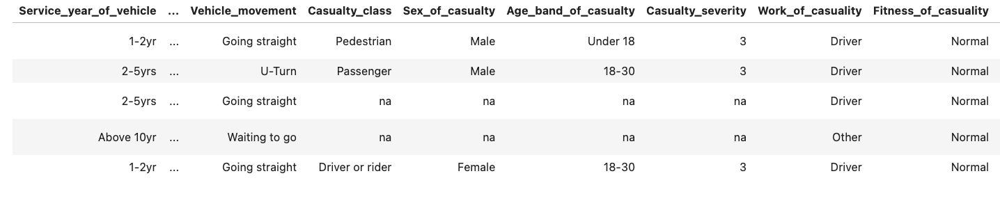 Service_year_of_vehicle ... Vehicle_movement Casualty_class Sex_of_casualty Age_band_of_casualty Casualty_severity Work_of_casuality Fitness_of_casuality
1-2yr ... Going straight Pedestrian Male Under 18 3 Driver Normal
2-5yrs ... U-Turn Passenger Male 18-30 3 Driver Normal
2-5yrs ... Going straight na na na na Driver Normal
Above 10yr ... Waiting to go na na na na Other Normal
1-2yr ... Going straight Driver or rider Female 18-30 3 Driver Normal